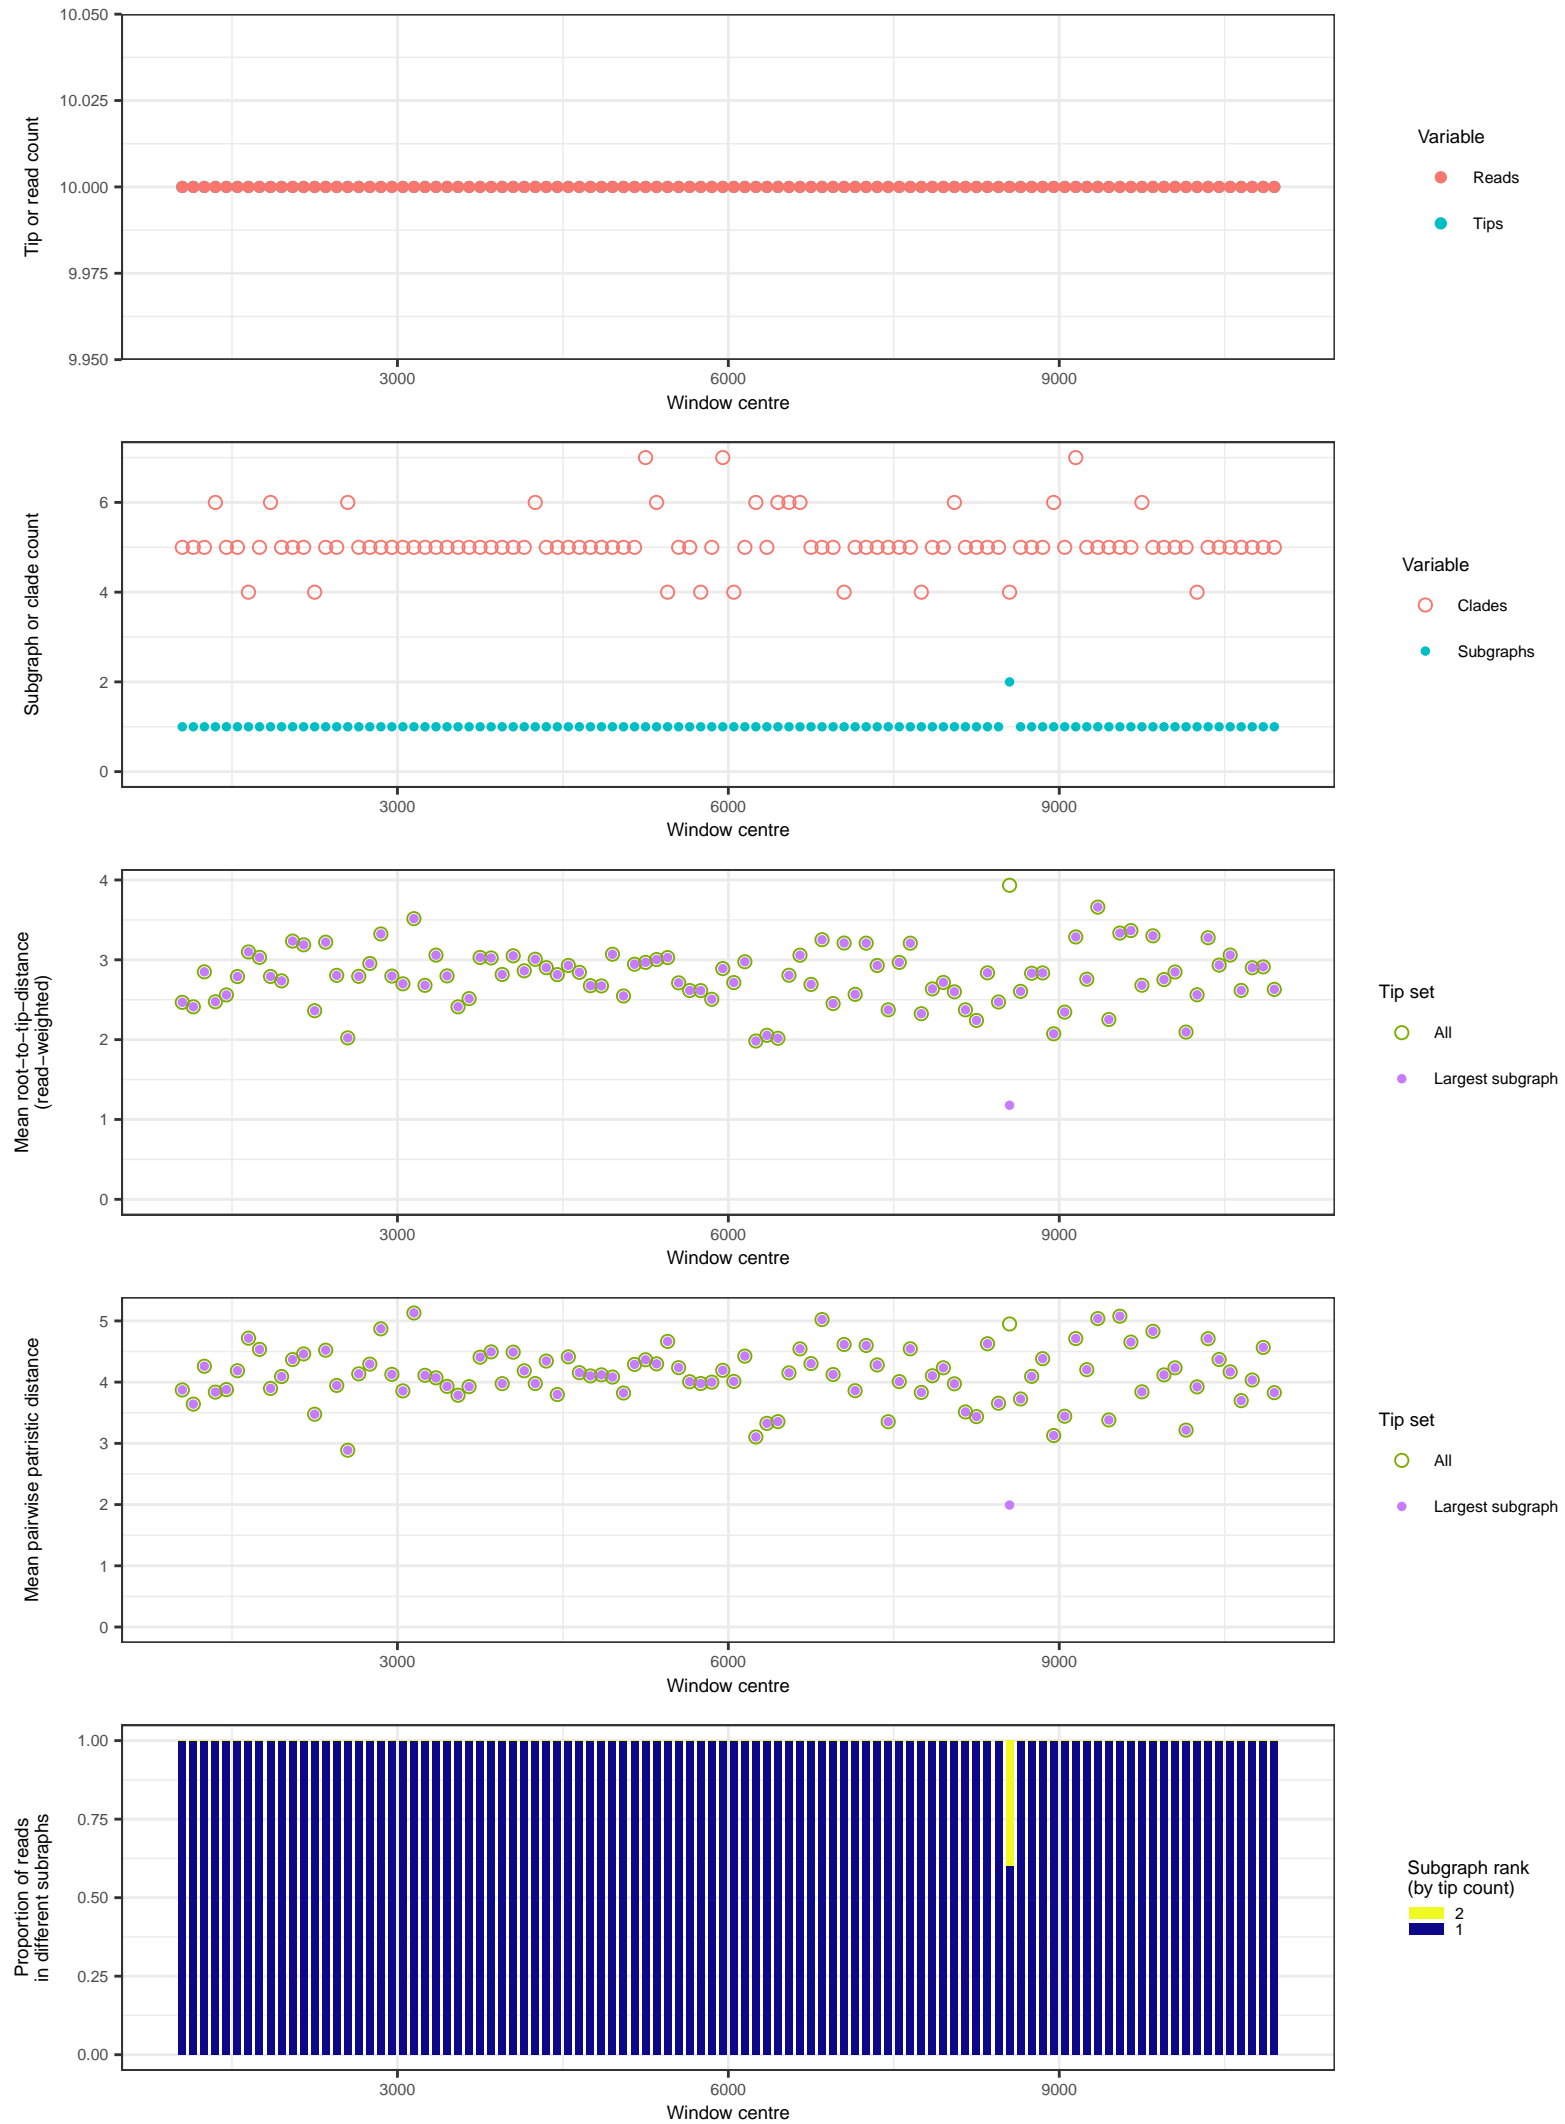 10.050
10.025
10.000
9.975
9.950
Tip or read count
3000
6000
9000
Window centre
Variable
Reads
Tips
6
4
2
0
Subgraph or clade count
3000
6000
9000
Window centre
Variable
Clades
Subgraphs
4
3
2
1
0
Mean root−to−tip−distance
(read−weighted)
3000
6000
9000
Window centre
Tip set
All
Largest subgraph
5
4
3
2
1
0
Mean pairwise patristic distance
3000
6000
9000
Window centre
Tip set
All
Largest subgraph
1.00
0.75
0.50
0.25
0.00
Proportion of reads
in different subraphs
3000
6000
9000
Window centre
Subgraph rank
(by tip count)
2
1